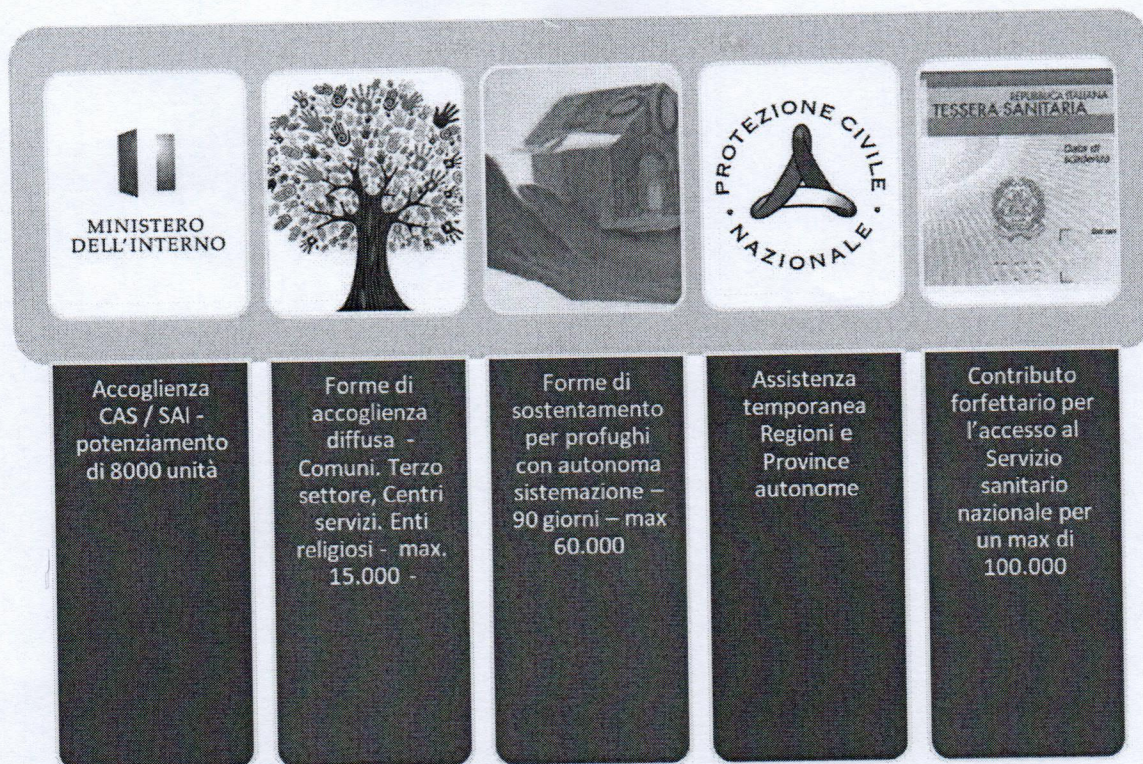 MINISTERO
DELL'INTERNO
PROTEZIONE CIVILE
NAZIONALE
REPUBBLICA ITALIANA
TESSERA SANITARIA
Data di
scadenza
Accoglienza
CAS / SAI -
potenziamento
di 8000 unità
Forme di
accoglienza
diffusa -
Comuni. Terzo
settore, Centri
servizi. Enti
religiosi - max.
15.000 -
Forme di
sostentamento
per profughi
con autonoma
sistemazione –
90 giorni – max
60.000
Assistenza
temporanea
Regioni e
Province
autonome
Contributo
forfettario per
l'accesso al
Servizio
sanitario
nazionale per
un max di
100.000